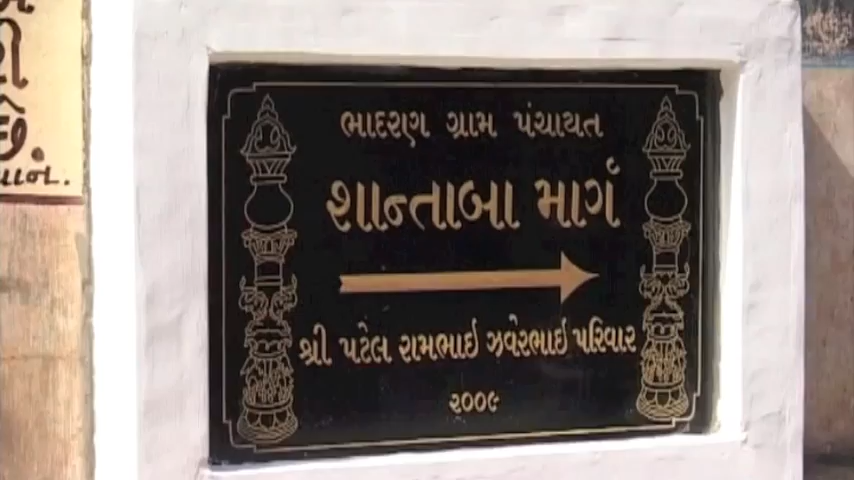 ભાદરણ ગ્રામ પંચાયત
શાન્તાબા માર્ગ
શ્રી પટેલ રામભાઇ ઝવેરભાઇ પરિવાર
૨૦૦૯